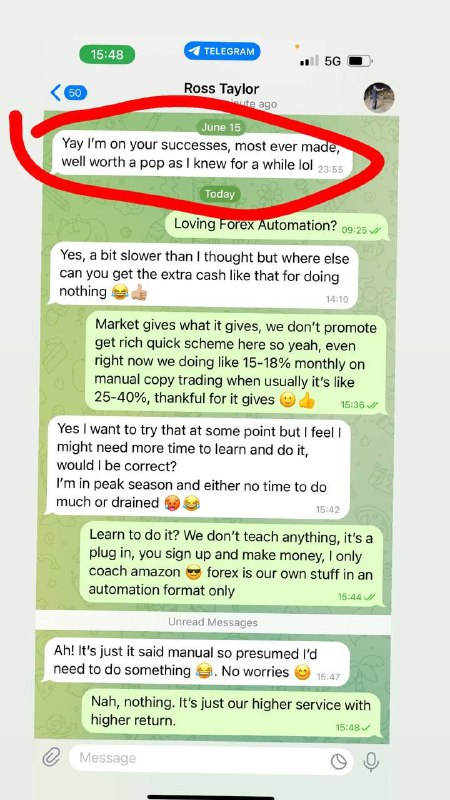 15:48
TELEGRAM
5G
50
Ross Taylor
ute ago
June 15
Yay I'm on your successes, most ever made,
well worth a pop as I knew for a while lol 23:55
Today
Loving Forex Automation? 09:25
Yes, a bit slower than I thought but where else
can you get the extra cash like that for doing
nothing 😂👍🏼
14:10
Market gives what it gives, we don't promote
get rich quick scheme here so yeah, even
right now we doing like 15-18% monthly on
manual copy trading when usually it's like
25-40%, thankful for it gives 🙂👍
15:36
Yes I want to try that at some point but I feel I
might need more time to learn and do it,
would I be correct?
I'm in peak season and either no time to do
much or drained 🥵😂
15:42
Learn to do it? We don't teach anything, it's a
plug in, you sign up and make money, I only
coach amazon 😎 forex is our own stuff in an
automation format only
15:44
Unread Messages
Ah! It's just it said manual so presumed I'd
need to do something 😂. No worries 😊 15:47
Nah, nothing. It's just our higher service with
higher return.
15:48
Message